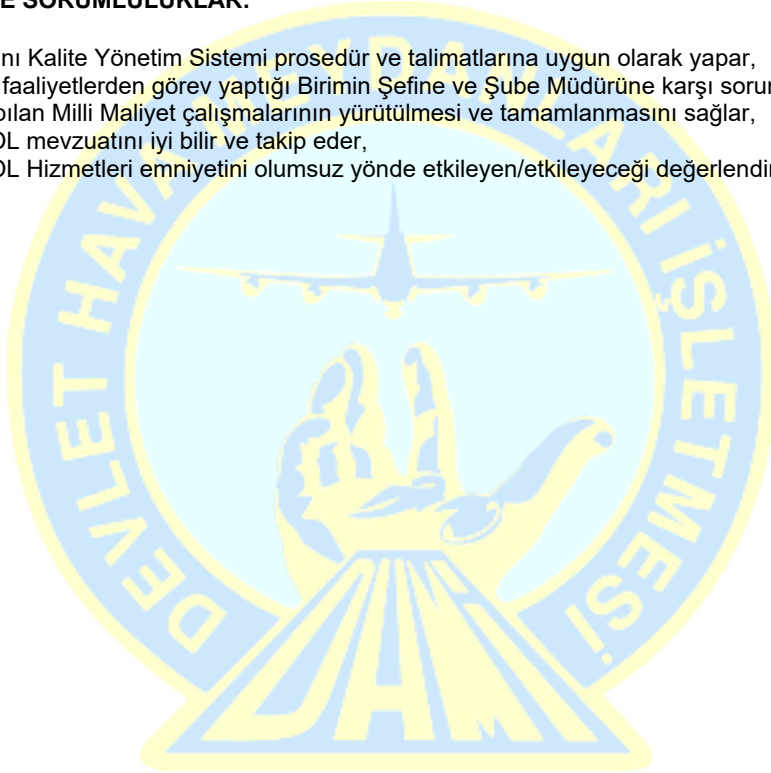 E SORUMLULUKLAR:
nı Kalite Yönetim Sistemi prosedür ve talimatlarına uygun olarak yapar,
faaliyetlerden görev yaptığı Birimin Şefine ve Şube Müdürüne karşı sorum
pılan Milli Maliyet çalışmalarının yürütülmesi ve tamamlanmasını sağlar,
OL mevzuatını iyi bilir ve takip eder,
OL Hizmetleri emniyetini olumsuz yönde etkileyen/etkileyeceği değerlendir
DEVLET HAVA MEYDANLARI İŞLETMESİ
DHMİ